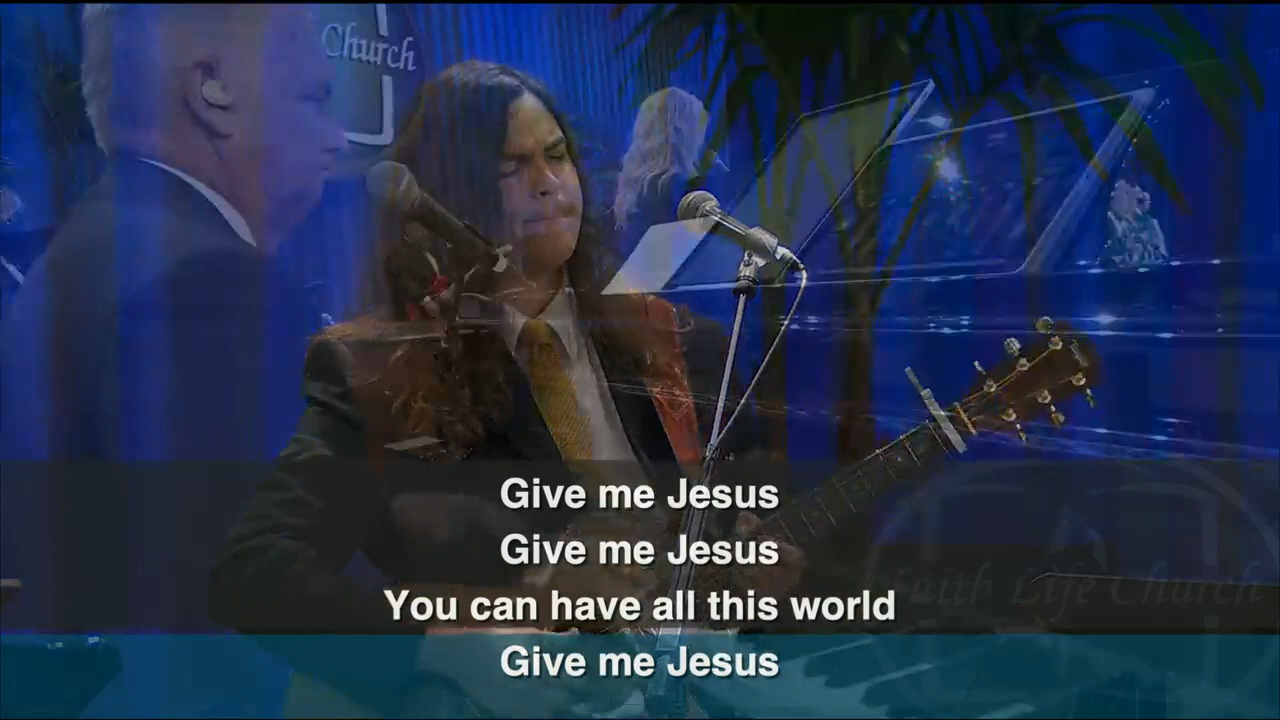 Church
Give me Jesus
Give me Jesus
You can have all this world
Faith Life Church
Give me Jesus